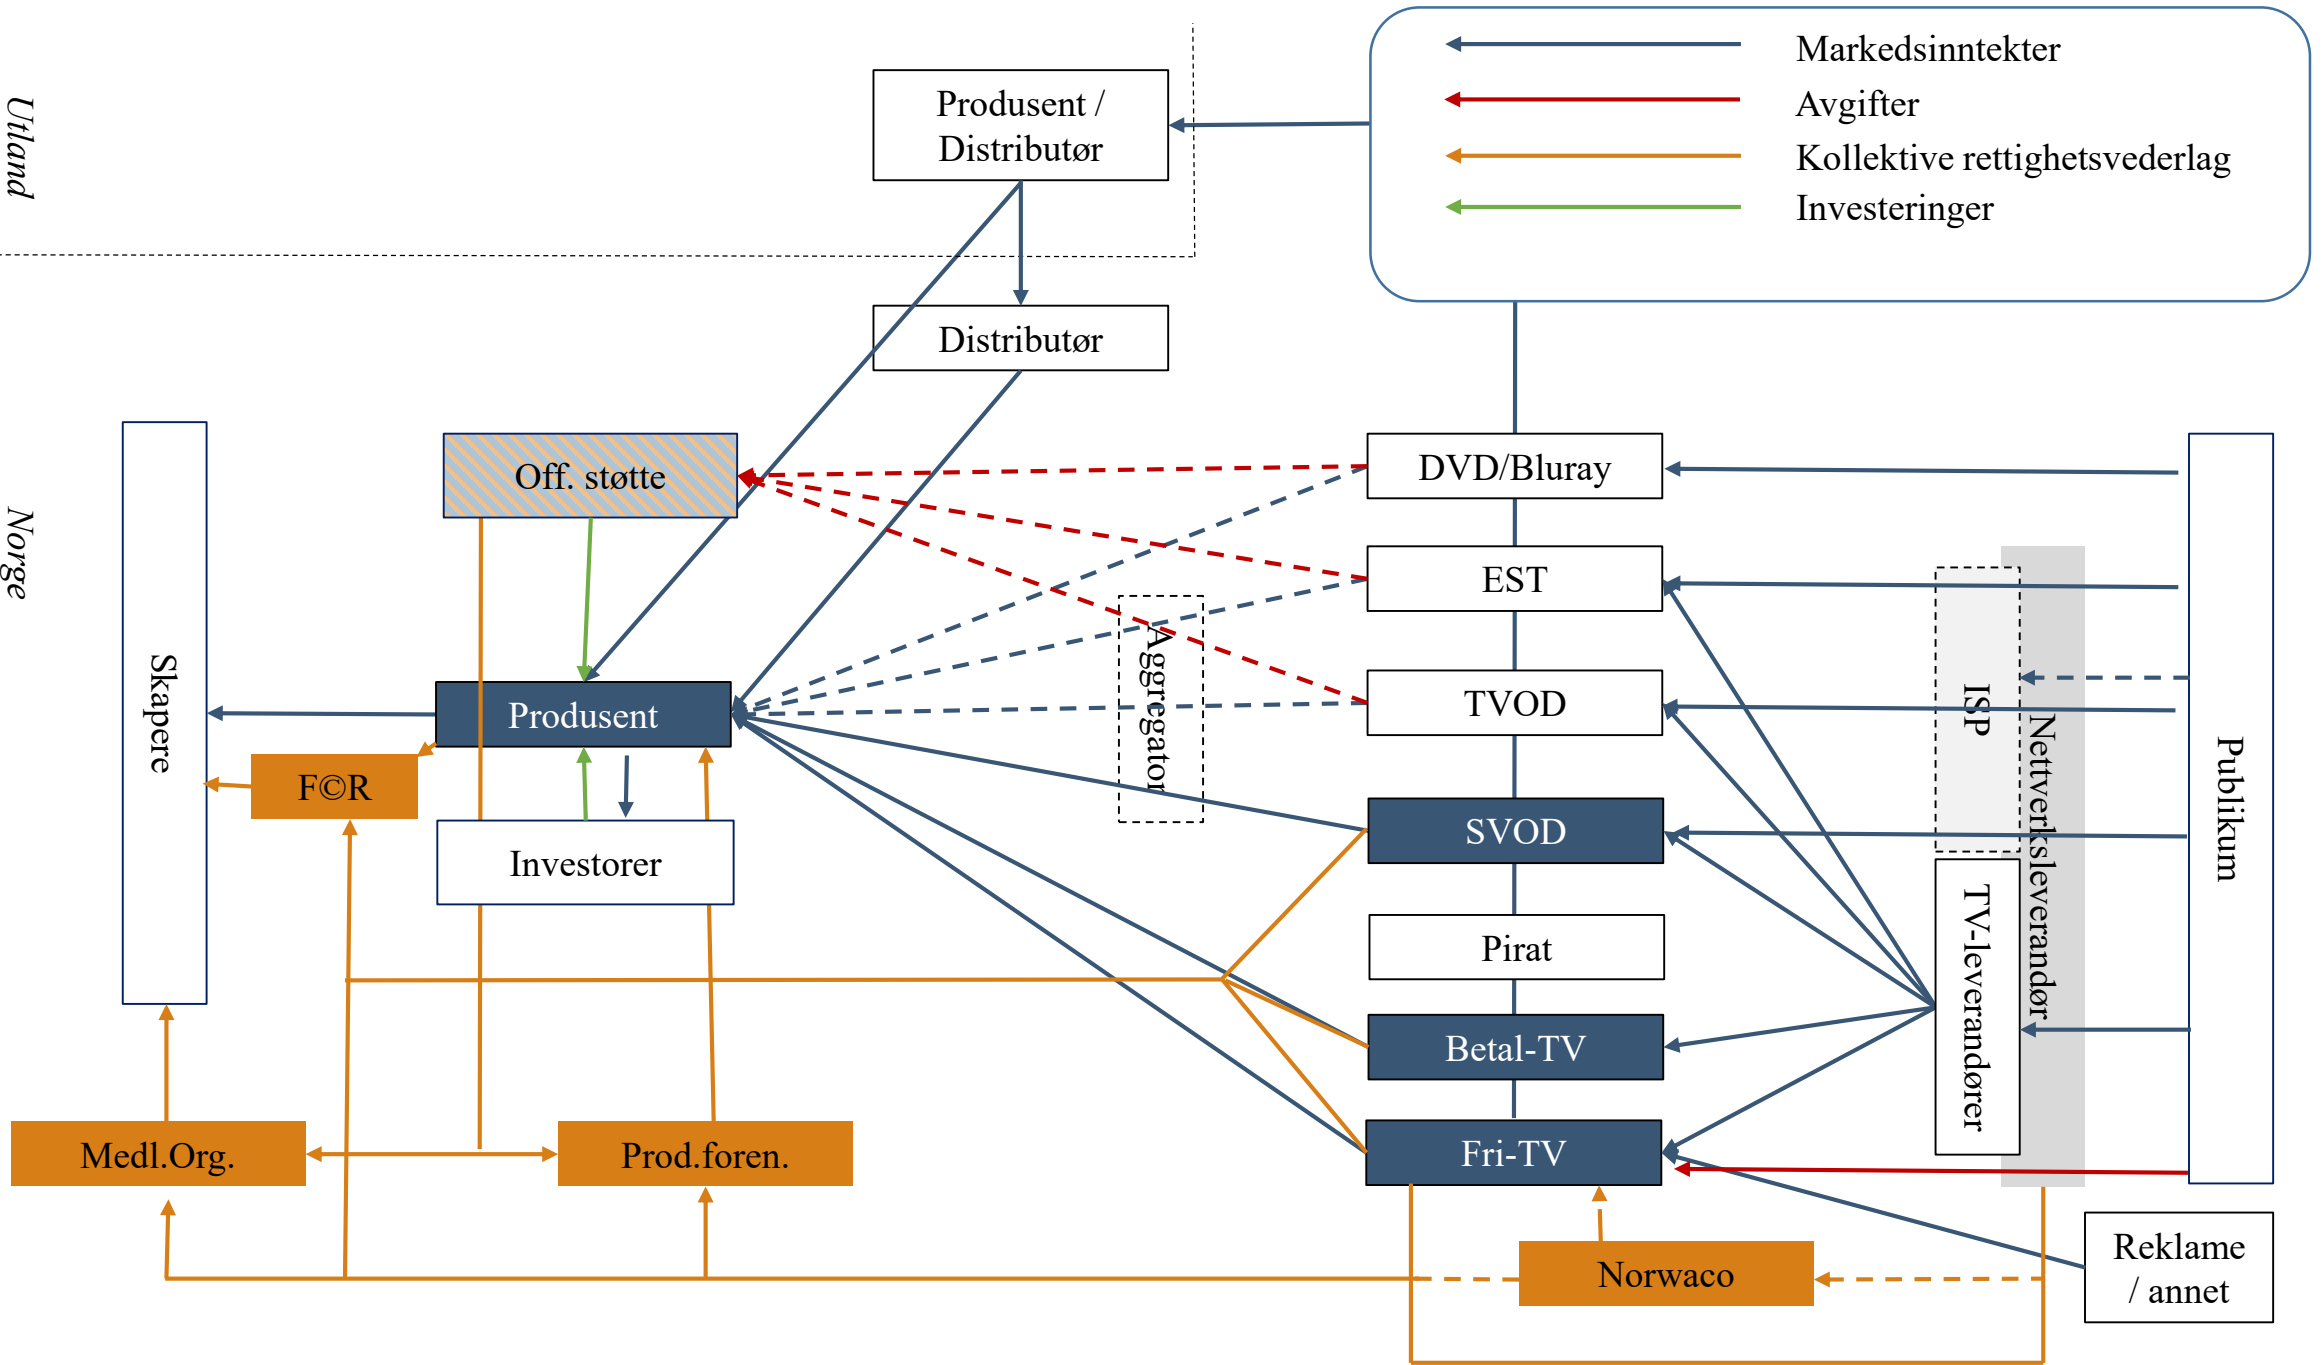 Markedsinntekter
Avgifter
Kollektive rettighetsvederlag
Investeringer
Utland
Produsent /
Distributør
Distributør
Norge
Off. støtte
DVD/Bluray
EST
TVOD
SVOD
Pirat
Betal-TV
Fri-TV
Aggregator
ISP
Nettverksleverandør
TV-leverandører
Publikum
Skapere
Produsent
F©R
Investorer
Medl.Org.
Prod.foren.
Norwaco
Reklame
/ annet